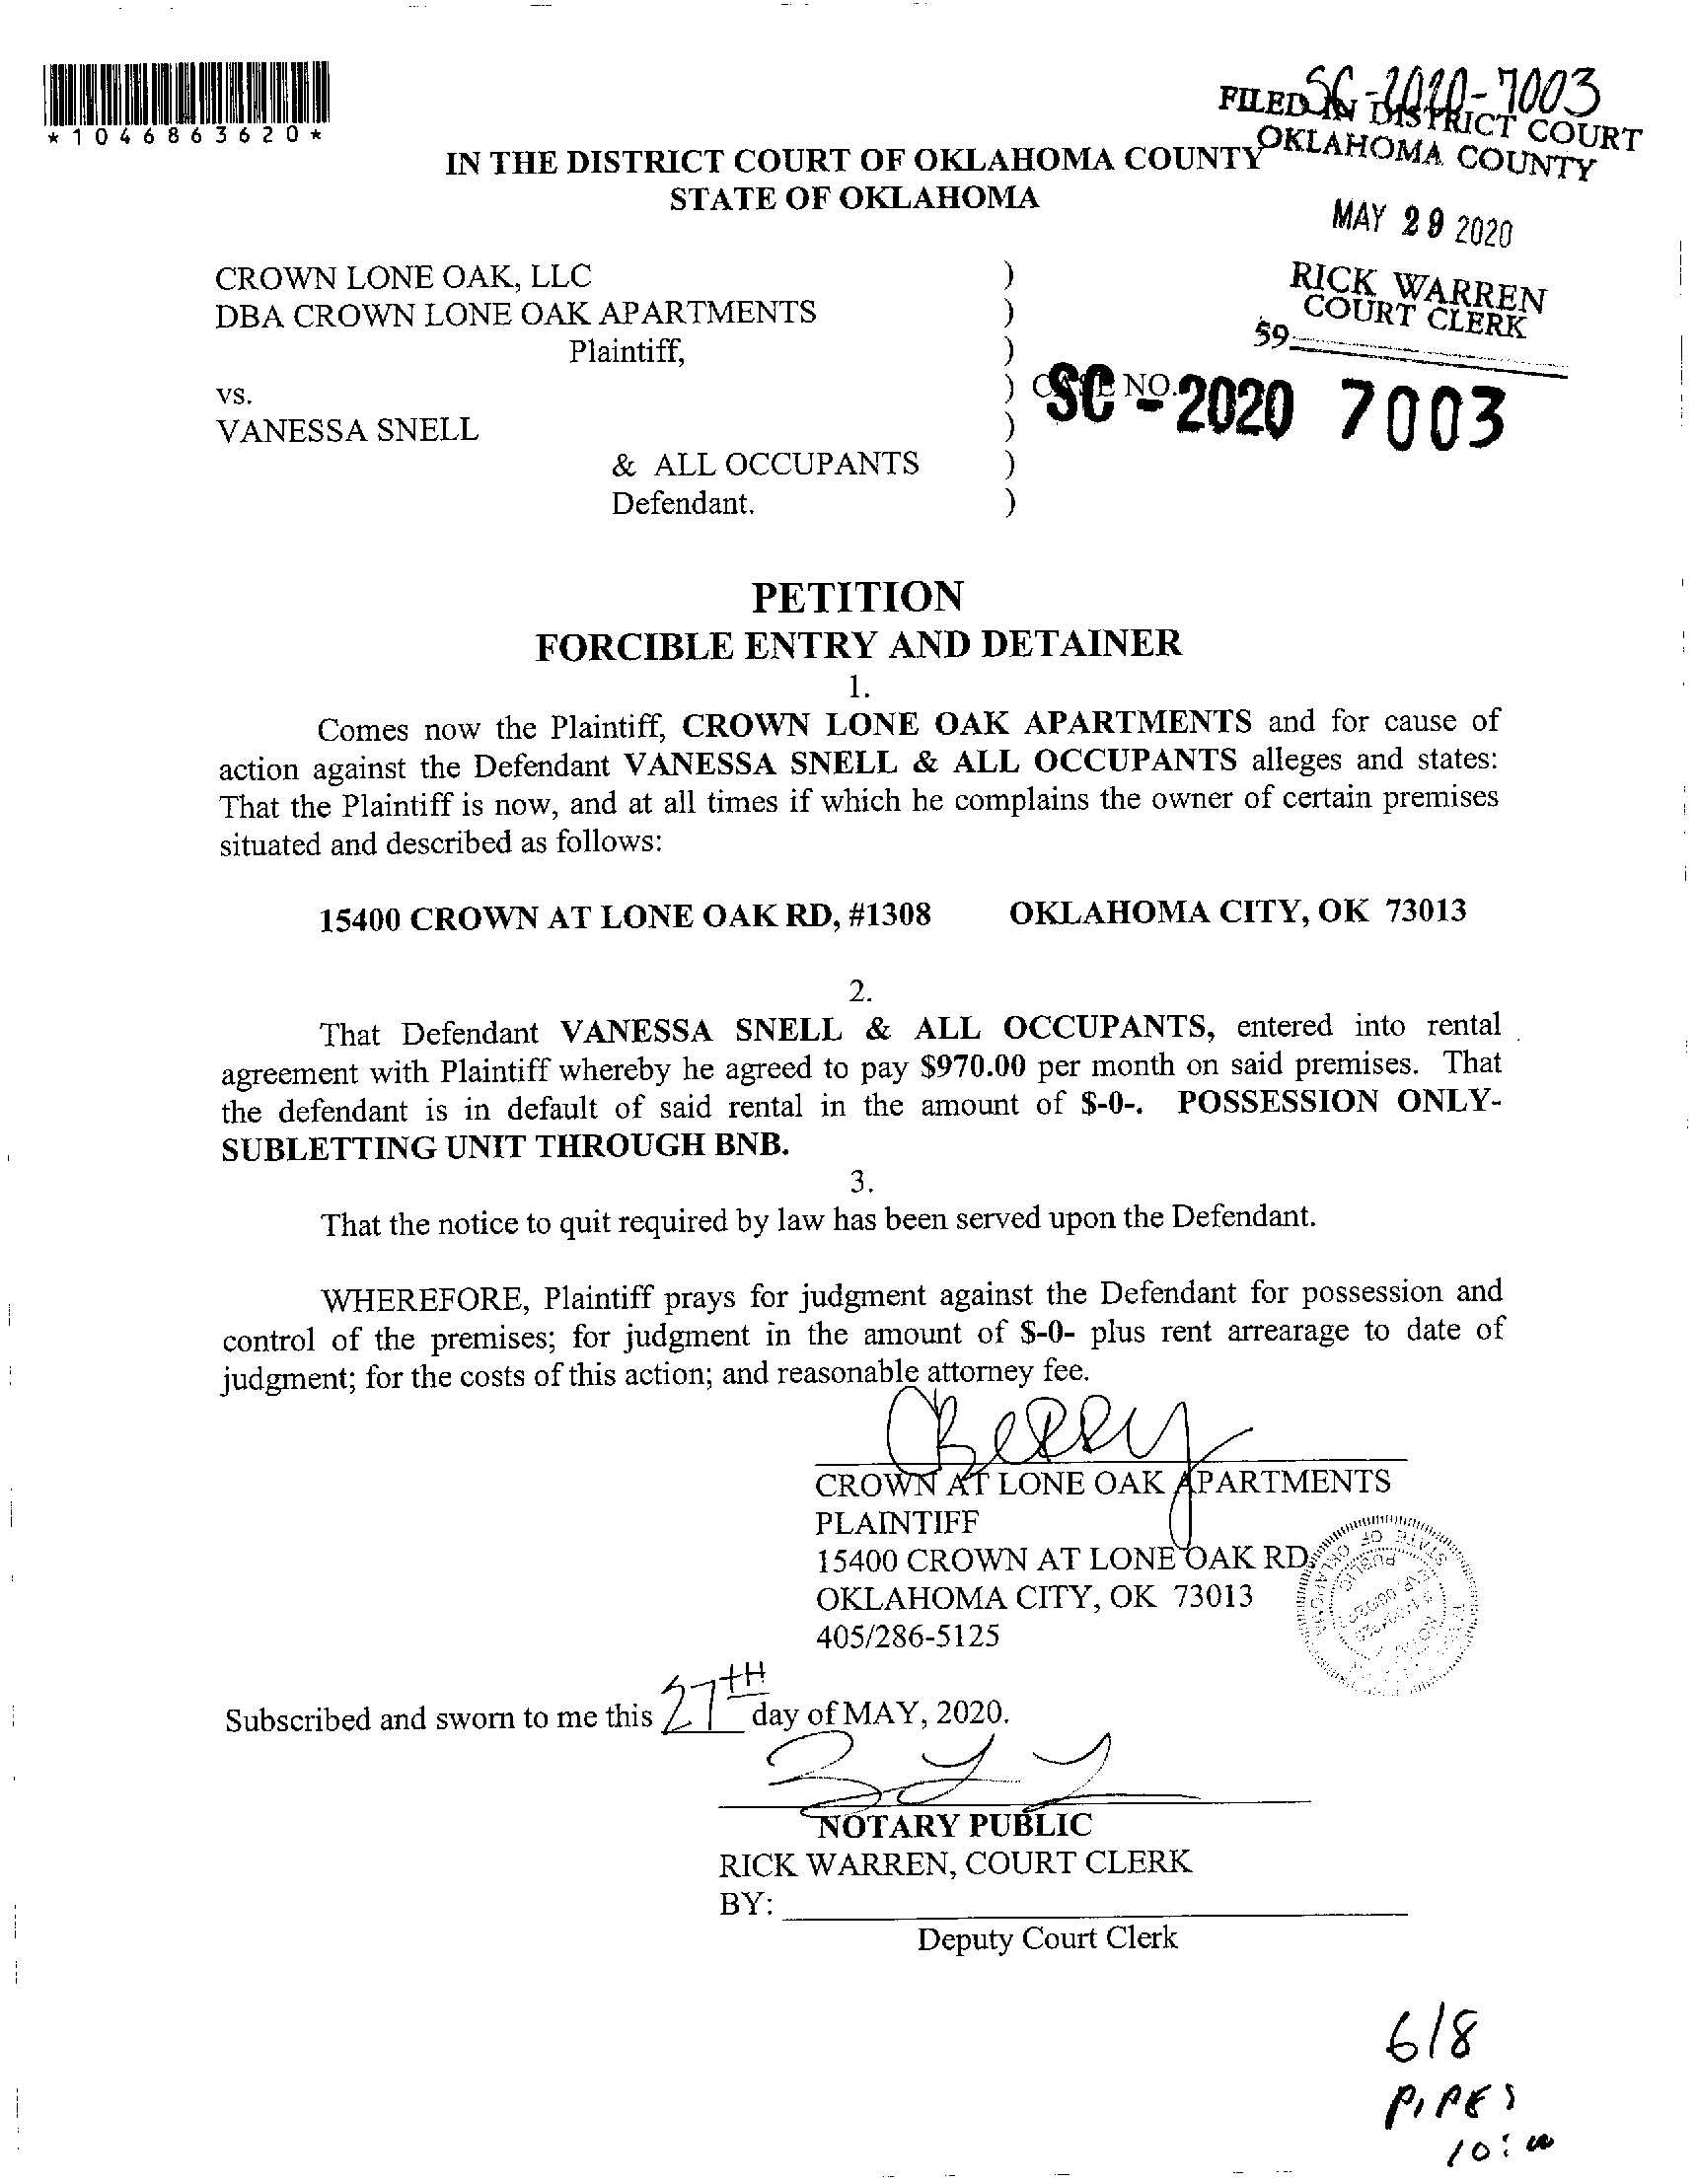 *1046863620*
SC-2020-7003
FILED IN DISTRICT COURT
OKLAHOMA COUNTY
IN THE DISTRICT COURT OF OKLAHOMA COUNTY
STATE OF OKLAHOMA
MAY 29 2020
RICK WARREN
COURT CLERK
59
CROWN LONE OAK, LLC )
DBA CROWN LONE OAK APARTMENTS )
Plaintiff, )
vs. ) CASE NO. SC - 2020 7003
VANESSA SNELL )
& ALL OCCUPANTS )
Defendant. )
PETITION
FORCIBLE ENTRY AND DETAINER
1.
Comes now the Plaintiff, CROWN LONE OAK APARTMENTS and for cause of
action against the Defendant VANESSA SNELL & ALL OCCUPANTS alleges and states:
That the Plaintiff is now, and at all times if which he complains the owner of certain premises
situated and described as follows:
15400 CROWN AT LONE OAK RD, #1308 OKLAHOMA CITY, OK 73013
2.
That Defendant VANESSA SNELL & ALL OCCUPANTS, entered into rental
agreement with Plaintiff whereby he agreed to pay $970.00 per month on said premises. That
the defendant is in default of said rental in the amount of $-0-. POSSESSION ONLY-
SUBLETTING UNIT THROUGH BNB.
3.
That the notice to quit required by law has been served upon the Defendant.
WHEREFORE, Plaintiff prays for judgment against the Defendant for possession and
control of the premises; for judgment in the amount of $-0- plus rent arrearage to date of
judgment; for the costs of this action; and reasonable attorney fee.
CBerry
CROWN AT LONE OAK APARTMENTS
PLAINTIFF
15400 CROWN AT LONE OAK RD
OKLAHOMA CITY, OK 73013
405/286-5125
STATE OF OKLAHOMA
PUBLIC
Subscribed and sworn to me this 27TH day of MAY, 2020.
NOTARY PUBLIC
RICK WARREN, COURT CLERK
BY:
Deputy Court Clerk
6/8
PIPES